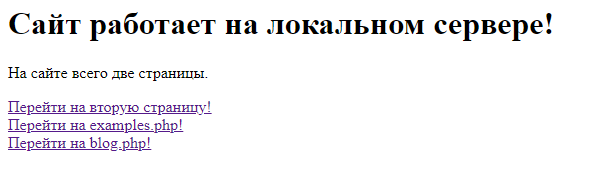 Сайт работает на локальном сервере!
На сайте всего две страницы.
Перейти на вторую страницу!
Перейти на examples.php!
Перейти на blog.php!